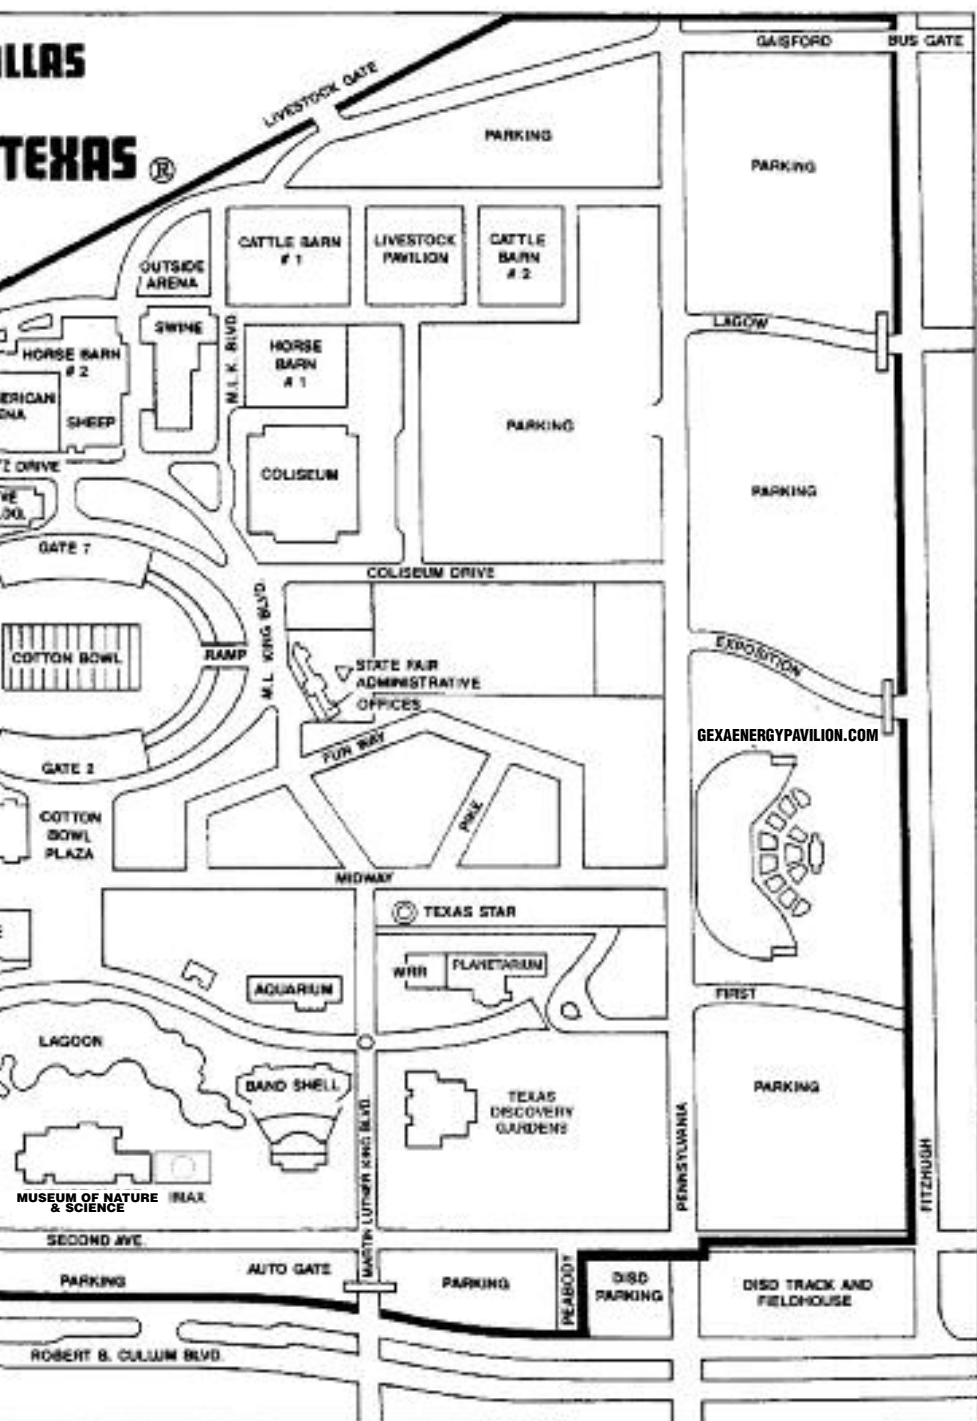 LLAS
TEXAS ®
LIVESTOCK GATE
GAISFORD
BUS GATE
PARKING
PARKING
CATTLE BARN
# 1
LIVESTOCK
PAVILION
CATTLE
BARN
# 2
OUTSIDE
ARENA
SWINE
M.L.K. BLVD.
HORSE
BARN
# 1
LAGOW
HORSE BARN
# 2
ERICAN
ENA
SHEEP
PARKING
COLISEUM
PARKING
TZ DRIVE
GATE 7
COLISEUM DRIVE
M.L. KING BLVD.
COTTON BOWL
RAMP
STATE FAIR
ADMINISTRATIVE
OFFICES
EXPOSITION
GEXAENERGYPAVILION.COM
FUN WAY
GATE 2
COTTON
BOWL
PLAZA
PIKE
MIDWAY
TEXAS STAR
WRR
PLANETARIUM
AQUARIUM
FIRST
LAGOON
BAND SHELL
TEXAS
DISCOVERY
GARDENS
PARKING
MARTIN LUTHER KING BLVD.
PENNSYLVANIA
FITZHUGH
MUSEUM OF NATURE
& SCIENCE
IMAX
SECOND AVE.
PARKING
AUTO GATE
PARKING
PEABODY
DISD
PARKING
DISD TRACK AND
FIELDHOUSE
ROBERT B. CULLUM BLVD.